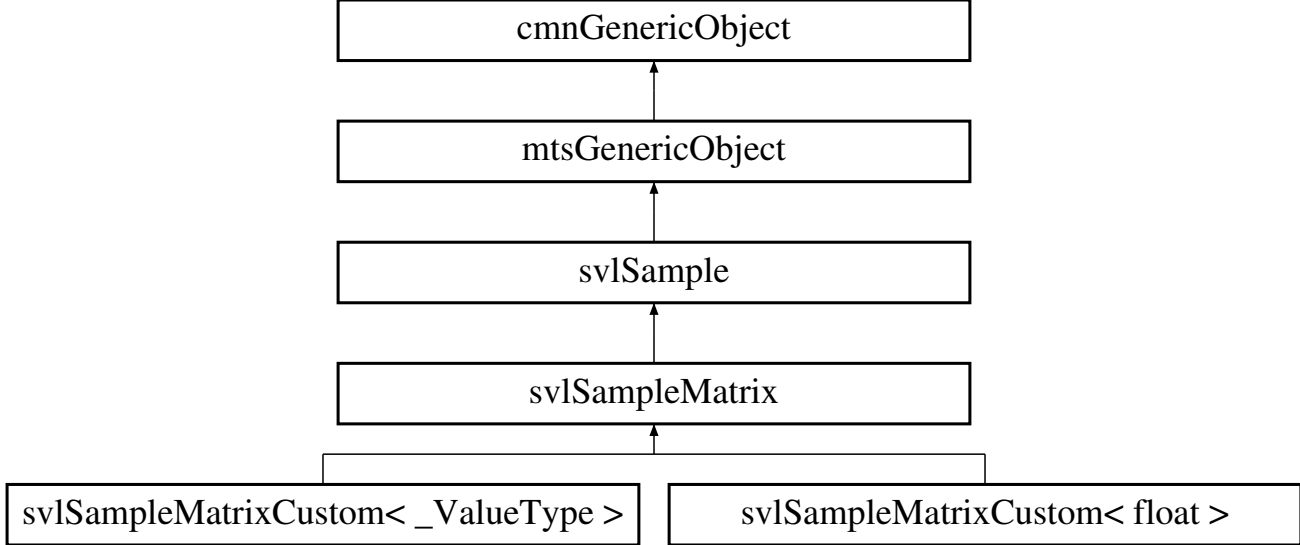 cmnGenericObject
mtsGenericObject
svlSample
svlSampleMatrix
svlSampleMatrixCustom< _ValueType >
svlSampleMatrixCustom< float >